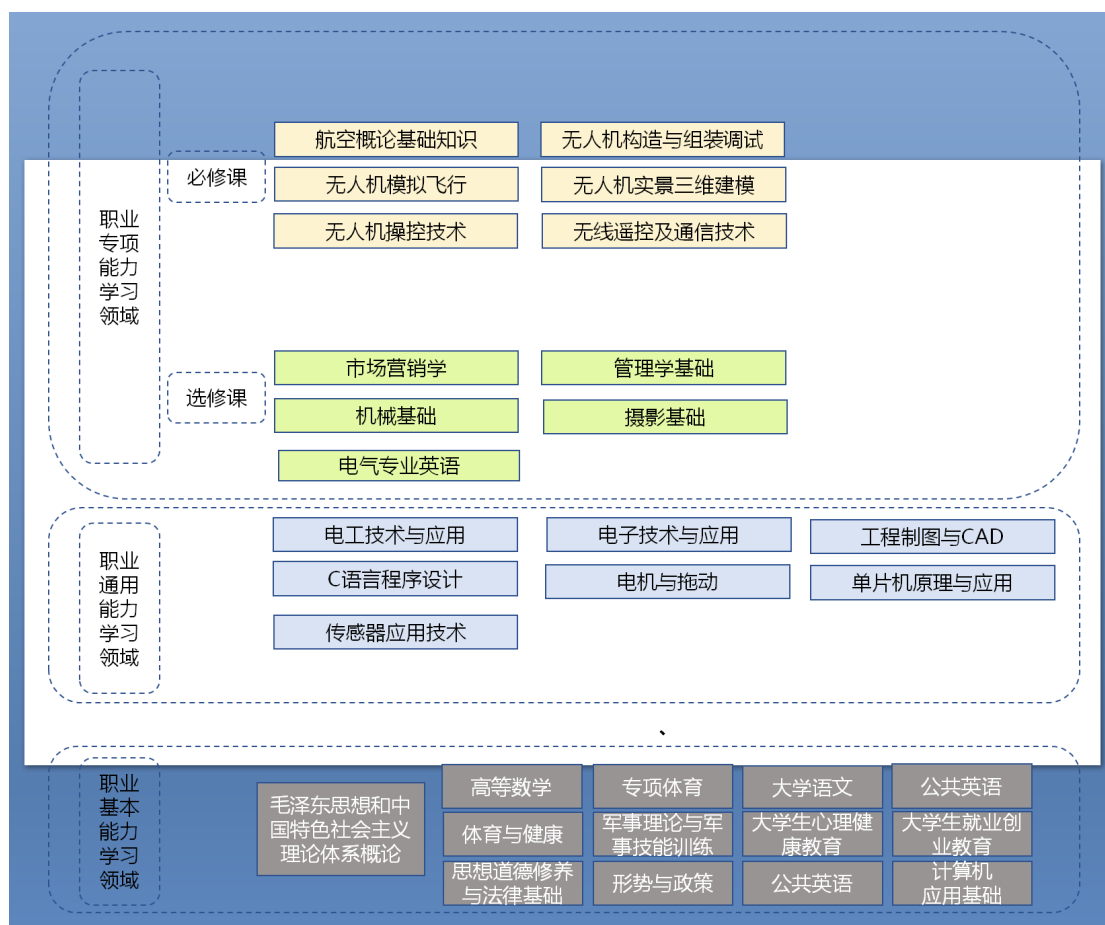 职业
专项
能力
学习
领域
必修课
航空概论基础知识
无人机构造与组装调试
无人机模拟飞行
无人机实景三维建模
无人机操控技术
无线遥控及通信技术
选修课
市场营销学
管理学基础
机械基础
摄影基础
电气专业英语
职业
通用
能力
学习
领域
电工技术与应用
电子技术与应用
工程制图与CAD
C语言程序设计
电机与拖动
单片机原理与应用
传感器应用技术
、
职业
基本
能力
学习
领域
毛泽东思想和中
国特色社会主义
理论体系概论
高等数学
专项体育
大学语文
公共英语
体育与健康
军事理论与军
事技能训练
大学生心理健
康教育
大学生就业创
业教育
思想道德修养
与法律基础
形势与政策
公共英语
计算机
应用基础